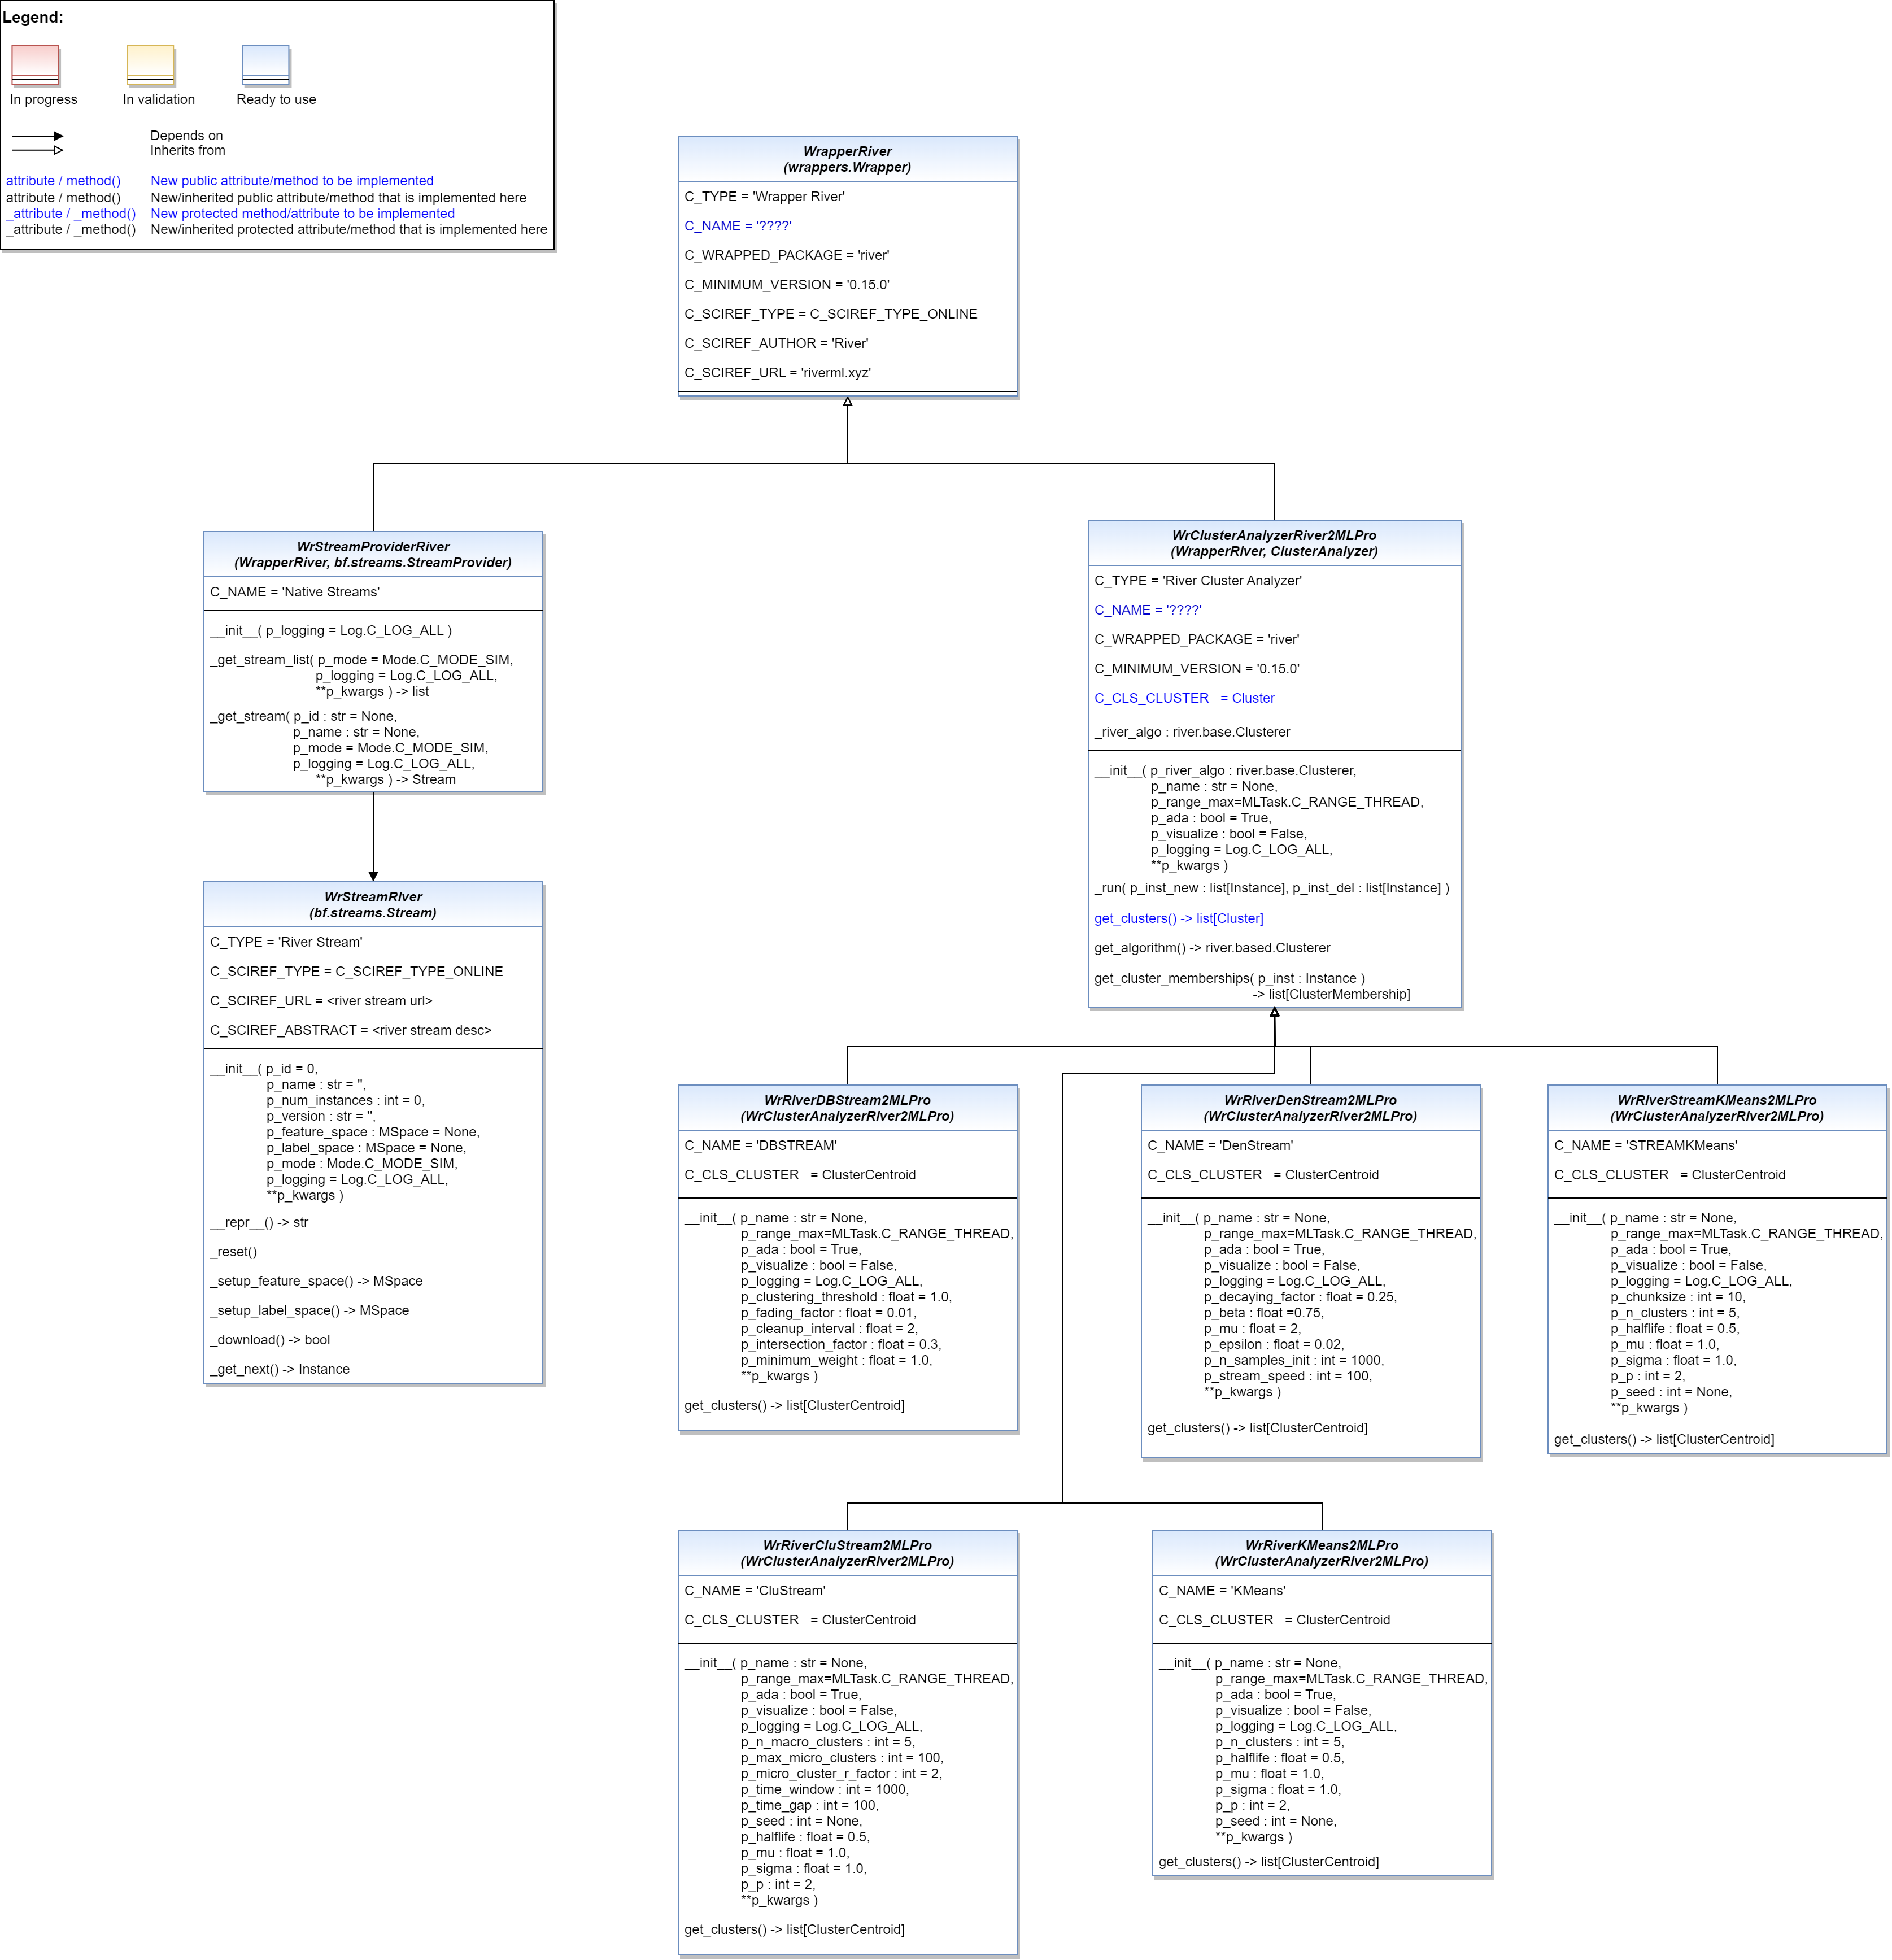 Legend:
In progress
In validation
Ready to use
Depends on
Inherits from
attribute / method() New public attribute/method to be implemented
attribute / method() New/inherited public attribute/method that is implemented here
_attribute / _method() New protected method/attribute to be implemented
_attribute / _method() New/inherited protected attribute/method that is implemented here
WrapperRiver
(wrappers.Wrapper)
C_TYPE = 'Wrapper River'
C_NAME = '????'
C_WRAPPED_PACKAGE = 'river'
C_MINIMUM_VERSION = '0.15.0'
C_SCIREF_TYPE = C_SCIREF_TYPE_ONLINE
C_SCIREF_AUTHOR = 'River'
C_SCIREF_URL = 'riverml.xyz'
WrStreamProviderRiver
(WrapperRiver, bf.streams.StreamProvider)
C_NAME = 'Native Streams'
__init__( p_logging = Log.C_LOG_ALL )
_get_stream_list( p_mode = Mode.C_MODE_SIM,
p_logging = Log.C_LOG_ALL,
**p_kwargs ) -> list
_get_stream( p_id : str = None,
p_name : str = None,
p_mode = Mode.C_MODE_SIM,
p_logging = Log.C_LOG_ALL,
**p_kwargs ) -> Stream
WrStreamRiver
(bf.streams.Stream)
C_TYPE = 'River Stream'
C_SCIREF_TYPE = C_SCIREF_TYPE_ONLINE
C_SCIREF_URL = <river stream url>
C_SCIREF_ABSTRACT = <river stream desc>
__init__( p_id = 0,
p_name : str = '',
p_num_instances : int = 0,
p_version : str = '',
p_feature_space : MSpace = None,
p_label_space : MSpace = None,
p_mode : Mode.C_MODE_SIM,
p_logging = Log.C_LOG_ALL,
**p_kwargs )
__repr__() -> str
_reset()
_setup_feature_space() -> MSpace
_setup_label_space() -> MSpace
_download() -> bool
_get_next() -> Instance
WrClusterAnalyzerRiver2MLPro
(WrapperRiver, ClusterAnalyzer)
C_TYPE = 'River Cluster Analyzer'
C_NAME = '????'
C_WRAPPED_PACKAGE = 'river'
C_MINIMUM_VERSION = '0.15.0'
C_CLS_CLUSTER = Cluster
_river_algo : river.base.Clusterer
__init__( p_river_algo : river.base.Clusterer,
p_name : str = None,
p_range_max=MLTask.C_RANGE_THREAD,
p_ada : bool = True,
p_visualize : bool = False,
p_logging = Log.C_LOG_ALL,
**p_kwargs )
_run( p_inst_new : list[Instance], p_inst_del : list[Instance] )
get_clusters() -> list[Cluster]
get_algorithm() -> river.based.Clusterer
get_cluster_memberships( p_inst : Instance )
-> list[ClusterMembership]
WrRiverDBStream2MLPro
(WrClusterAnalyzerRiver2MLPro)
C_NAME = 'DBSTREAM'
C_CLS_CLUSTER = ClusterCentroid
__init__( p_name : str = None,
p_range_max=MLTask.C_RANGE_THREAD,
p_ada : bool = True,
p_visualize : bool = False,
p_logging = Log.C_LOG_ALL,
p_clustering_threshold : float = 1.0,
p_fading_factor : float = 0.01,
p_cleanup_interval : float = 2,
p_intersection_factor : float = 0.3,
p_minimum_weight : float = 1.0,
**p_kwargs )
get_clusters() -> list[ClusterCentroid]
WrRiverDenStream2MLPro
(WrClusterAnalyzerRiver2MLPro)
C_NAME = 'DenStream'
C_CLS_CLUSTER = ClusterCentroid
__init__( p_name : str = None,
p_range_max=MLTask.C_RANGE_THREAD,
p_ada : bool = True,
p_visualize : bool = False,
p_logging = Log.C_LOG_ALL,
p_decaying_factor : float = 0.25,
p_beta : float =0.75,
p_mu : float = 2,
p_epsilon : float = 0.02,
p_n_samples_init : int = 1000,
p_stream_speed : int = 100,
**p_kwargs )
get_clusters() -> list[ClusterCentroid]
WrRiverStreamKMeans2MLPro
(WrClusterAnalyzerRiver2MLPro)
C_NAME = 'STREAMKMeans'
C_CLS_CLUSTER = ClusterCentroid
__init__( p_name : str = None,
p_range_max=MLTask.C_RANGE_THREAD,
p_ada : bool = True,
p_visualize : bool = False,
p_logging = Log.C_LOG_ALL,
p_chunksize : int = 10,
p_n_clusters : int = 5,
p_halflife : float = 0.5,
p_mu : float = 1.0,
p_sigma : float = 1.0,
p_p : int = 2,
p_seed : int = None,
**p_kwargs )
get_clusters() -> list[ClusterCentroid]
WrRiverCluStream2MLPro
(WrClusterAnalyzerRiver2MLPro)
C_NAME = 'CluStream'
C_CLS_CLUSTER = ClusterCentroid
__init__( p_name : str = None,
p_range_max=MLTask.C_RANGE_THREAD,
p_ada : bool = True,
p_visualize : bool = False,
p_logging = Log.C_LOG_ALL,
p_n_macro_clusters : int = 5,
p_max_micro_clusters : int = 100,
p_micro_cluster_r_factor : int = 2,
p_time_window : int = 1000,
p_time_gap : int = 100,
p_seed : int = None,
p_halflife : float = 0.5,
p_mu : float = 1.0,
p_sigma : float = 1.0,
p_p : int = 2,
**p_kwargs )
get_clusters() -> list[ClusterCentroid]
WrRiverKMeans2MLPro
(WrClusterAnalyzerRiver2MLPro)
C_NAME = 'KMeans'
C_CLS_CLUSTER = ClusterCentroid
__init__( p_name : str = None,
p_range_max=MLTask.C_RANGE_THREAD,
p_ada : bool = True,
p_visualize : bool = False,
p_logging = Log.C_LOG_ALL,
p_n_clusters : int = 5,
p_halflife : float = 0.5,
p_mu : float = 1.0,
p_sigma : float = 1.0,
p_p : int = 2,
p_seed : int = None,
**p_kwargs )
get_clusters() -> list[ClusterCentroid]